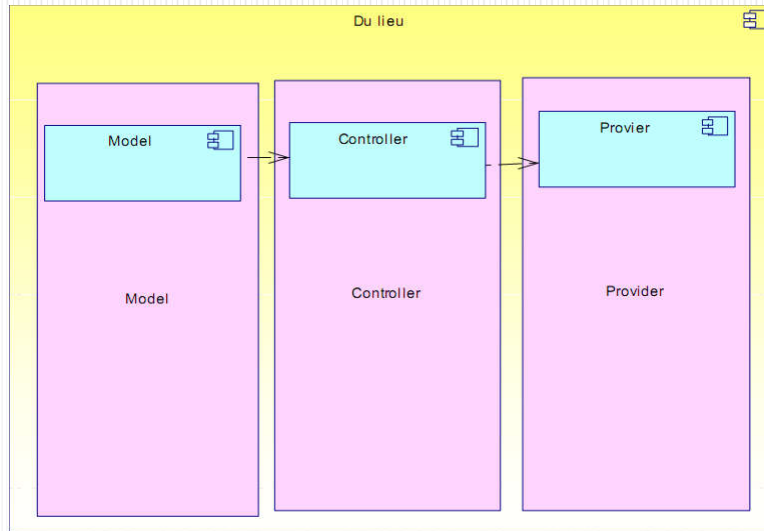 Du lieu
Model
Controller
Provier
Model
Controller
Provider